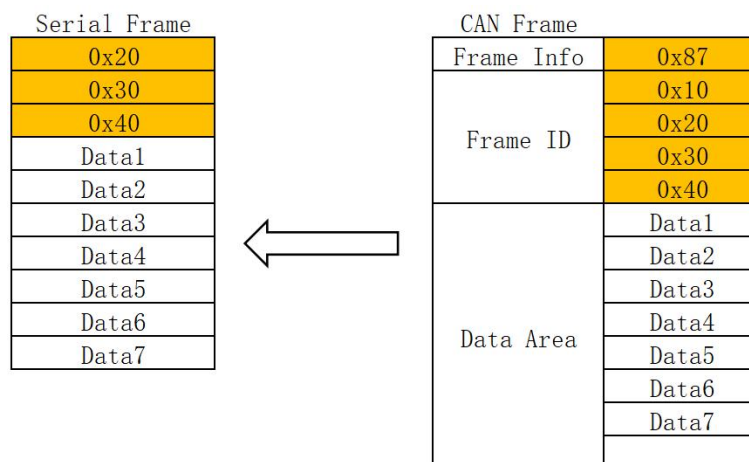 Serial Frame
0x20
0x30
0x40
Data1
Data2
Data3
Data4
Data5
Data6
Data7
CAN Frame
Frame Info 0x87
Frame ID
0x10
0x20
0x30
0x40
Data Area
Data1
Data2
Data3
Data4
Data5
Data6
Data7